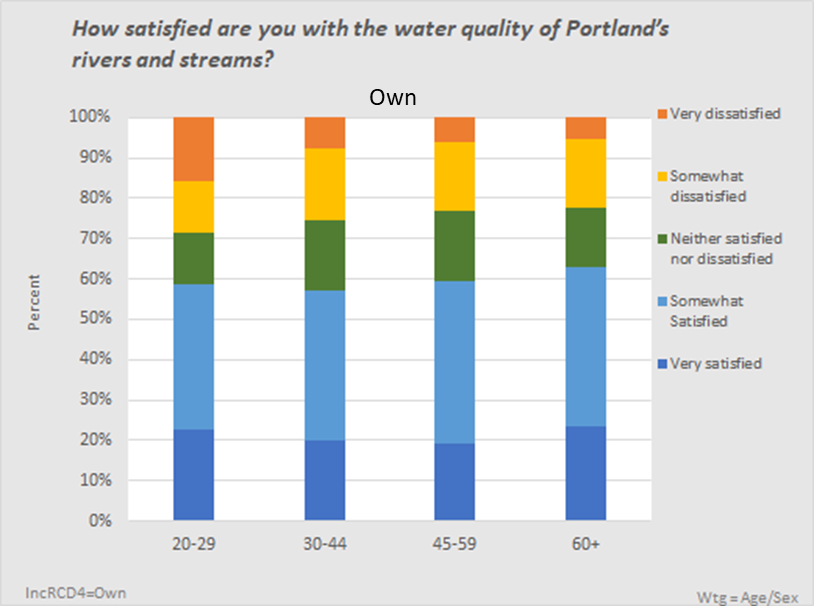 How satisfied are you with the water quality of Portland’s
rivers and streams?
Own
100%
90%
80%
70%
60%
50%
40%
30%
20%
10%
0%
Percent
20-29
30-44
45-59
60+
Very dissatisfied
Somewhat
dissatisfied
Neither satisfied
nor dissatisfied
Somewhat
Satisfied
Very satisfied
IncRCD4=Own
Wtg = Age/Sex